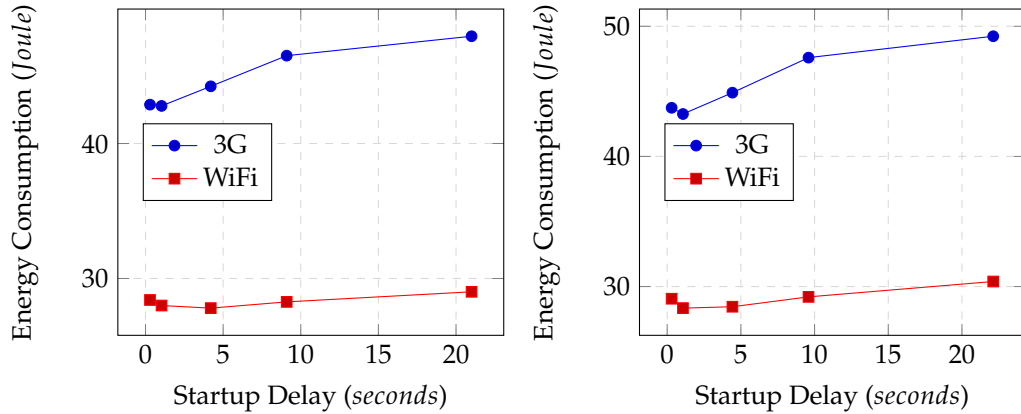 Energy Consumption (Joule)
40
30
3G
WiFi
0 5 10 15 20
Startup Delay (seconds)
Energy Consumption (Joule)
50
40
30
3G
WiFi
0 5 10 15 20
Startup Delay (seconds)